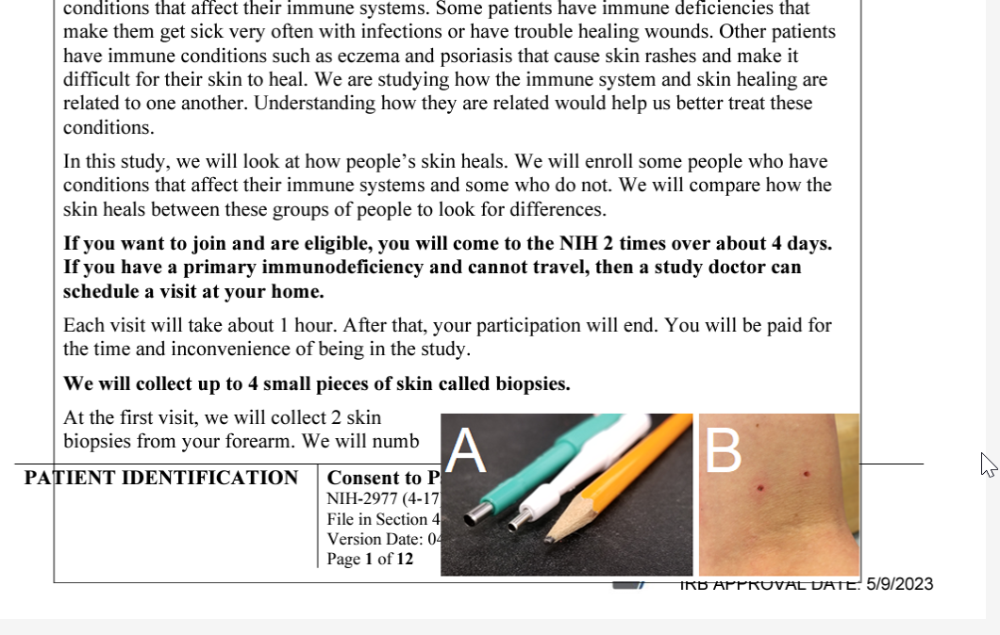 conditions that affect their immune systems. Some patients have immune deficiencies that
make them get sick very often with infections or have trouble healing wounds. Other patients
have immune conditions such as eczema and psoriasis that cause skin rashes and make it
difficult for their skin to heal. We are studying how the immune system and skin healing are
related to one another. Understanding how they are related would help us better treat these
conditions.
In this study, we will look at how people’s skin heals. We will enroll some people who have
conditions that affect their immune systems and some who do not. We will compare how the
skin heals between these groups of people to look for differences.
If you want to join and are eligible, you will come to the NIH 2 times over about 4 days.
If you have a primary immunodeficiency and cannot travel, then a study doctor can
schedule a visit at your home.
Each visit will take about 1 hour. After that, your participation will end. You will be paid for
the time and inconvenience of being in the study.
We will collect up to 4 small pieces of skin called biopsies.
At the first visit, we will collect 2 skin
biopsies from your forearm. We will numb
A
B
PATIENT IDENTIFICATION
Consent to P
NIH-2977 (4-17
File in Section 4
Version Date: 04
Page 1 of 12
IRB APPROVAL DATE: 5/9/2023